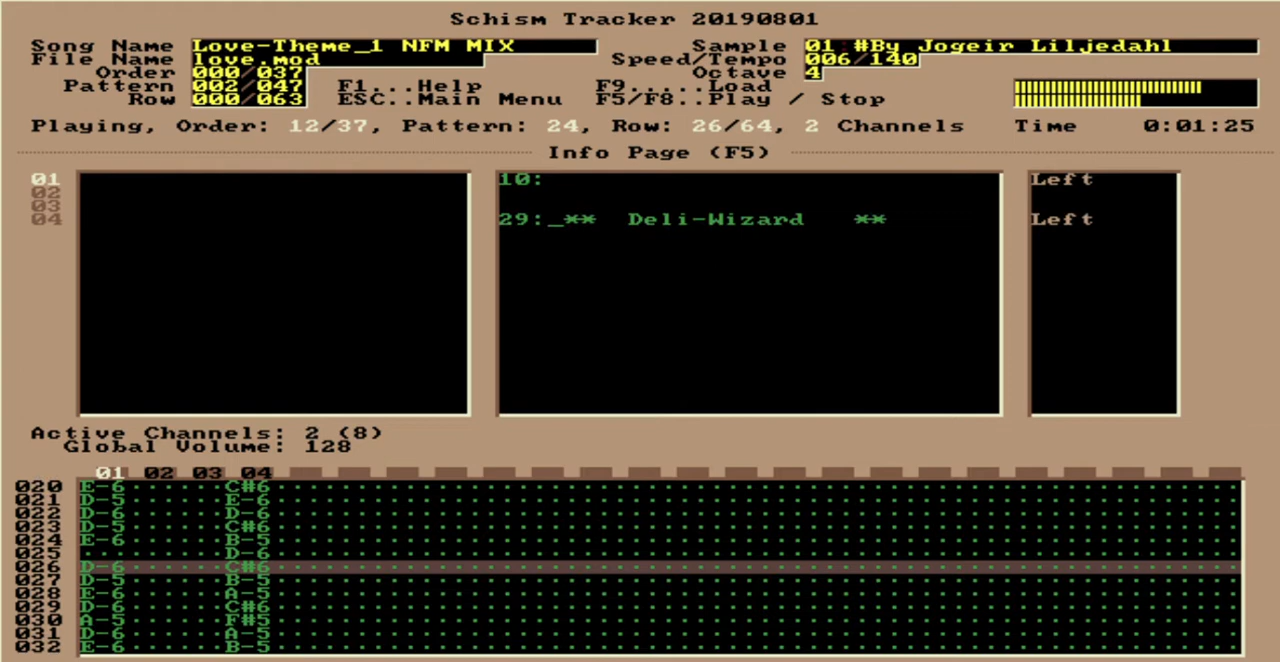 Schism Tracker 20190801
Song Name Love-Theme_1 NFM MIX Sample 01 #By Jogeir Liljedahl
File Name love.mod Speed/Tempo 006/140
Order 000/037 Octave 4
Pattern 002/047 F1...Help F9....Load
Row 000/063 ESC..Main Menu F5/F8..Play / Stop
Playing, Order: 12/37, Pattern: 24, Row: 26/64, 2 Channels Time 0:01:25
Info Page (F5)
01 10: Left
02
03
04 29:_** Deli-Wizard ** Left
Active Channels: 2 (8)
Global Volume: 128
01 02 03 04
020 E-6 C#6
021 D-5 E-6
022 D-6 D-6
023 D-5 C#6
024 E-6 B-5
025 ... D-6
026 D-6 C#6
027 D-5 B-5
028 E-6 A-5
029 D-6 C#6
030 A-5 F#5
031 D-6 A-5
032 E-6 B-5